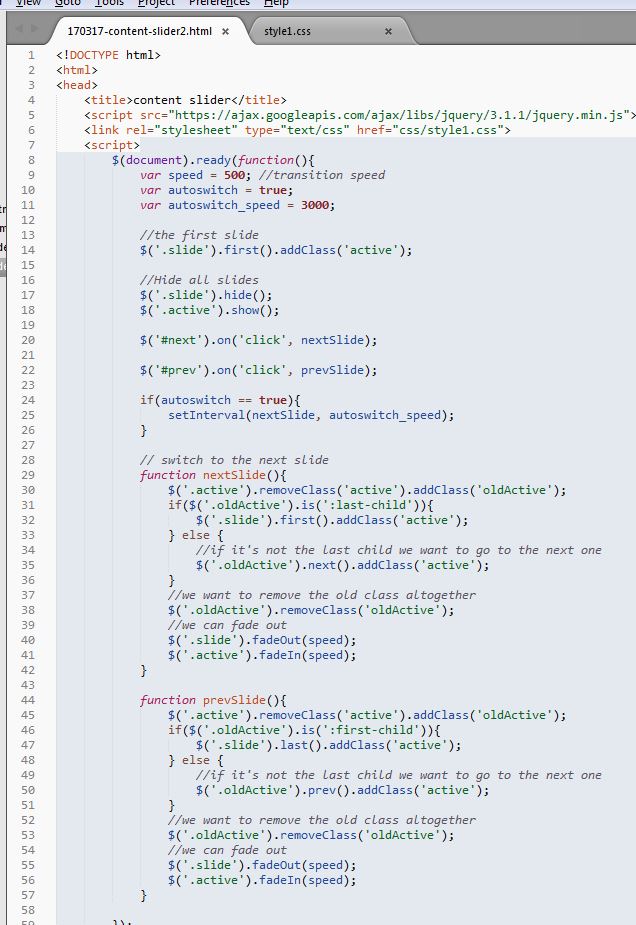 View Goto Tools Project Preferences Help
170317-content-slider2.html × style1.css ×
1 <!DOCTYPE html>
2 <html>
3 <head>
4 <title>content slider</title>
5 <script src="https://ajax.googleapis.com/ajax/libs/jquery/3.1.1/jquery.min.js">
6 <link rel="stylesheet" type="text/css" href="css/style1.css">
7 <script>
8 $(document).ready(function(){
9 var speed = 500; //transition speed
10 var autoswitch = true;
11 var autoswitch_speed = 3000;
12
13 //the first slide
14 $('.slide').first().addClass('active');
15
16 //Hide all slides
17 $('.slide').hide();
18 $('.active').show();
19
20 $('#next').on('click', nextSlide);
21
22 $('#prev').on('click', prevSlide);
23
24 if(autoswitch == true){
25 setInterval(nextSlide, autoswitch_speed);
26 }
27
28 // switch to the next slide
29 function nextSlide(){
30 $('.active').removeClass('active').addClass('oldActive');
31 if($('.oldActive').is(':last-child')){
32 $('.slide').first().addClass('active');
33 } else {
34 //if it's not the last child we want to go to the next one
35 $('.oldActive').next().addClass('active');
36 }
37 //we want to remove the old class altogether
38 $('.oldActive').removeClass('oldActive');
39 //we can fade out
40 $('.slide').fadeOut(speed);
41 $('.active').fadeIn(speed);
42 }
43
44 function prevSlide(){
45 $('.active').removeClass('active').addClass('oldActive');
46 if($('.oldActive').is(':first-child')){
47 $('.slide').last().addClass('active');
48 } else {
49 //if it's not the last child we want to go to the next one
50 $('.oldActive').prev().addClass('active');
51 }
52 //we want to remove the old class altogether
53 $('.oldActive').removeClass('oldActive');
54 //we can fade out
55 $('.slide').fadeOut(speed);
56 $('.active').fadeIn(speed);
57 }
58
59 });